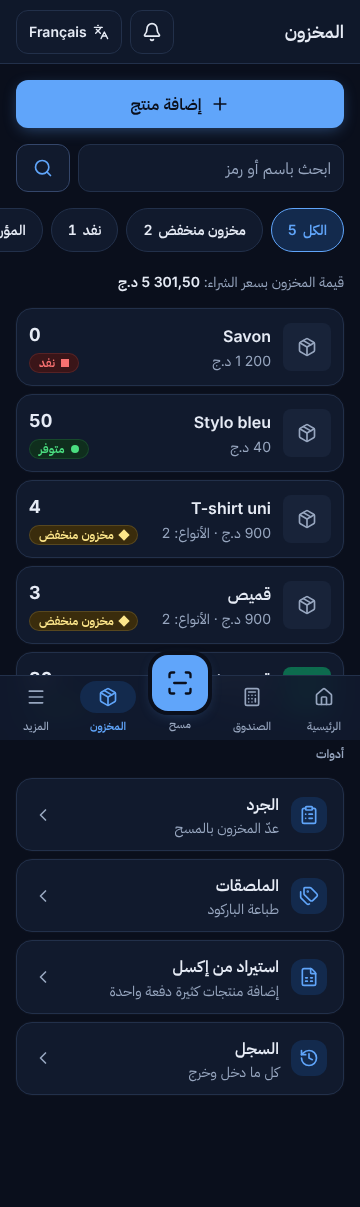 المخزون
Français
إضافة منتج
ابحث باسم أو رمز
الكل 5
مخزون منخفض 2
نفد 1
قيمة المخزون بسعر الشراء: 5 301,50 د.ج
Savon
0
1 200 د.ج
نفد
Stylo bleu
50
40 د.ج
متوفر
T-shirt uni
4
900 د.ج · الأنواع: 2
مخزون منخفض
قميص
3
900 د.ج · الأنواع: 2
مخزون منخفض
الرئيسية
الصندوق
مسح
المخزون
المزيد
أدوات
الجرد
عدّ المخزون بالمسح
الملصقات
طباعة الباركود
استيراد من إكسل
إضافة منتجات كثيرة دفعة واحدة
السجل
كل ما دخل وخرج